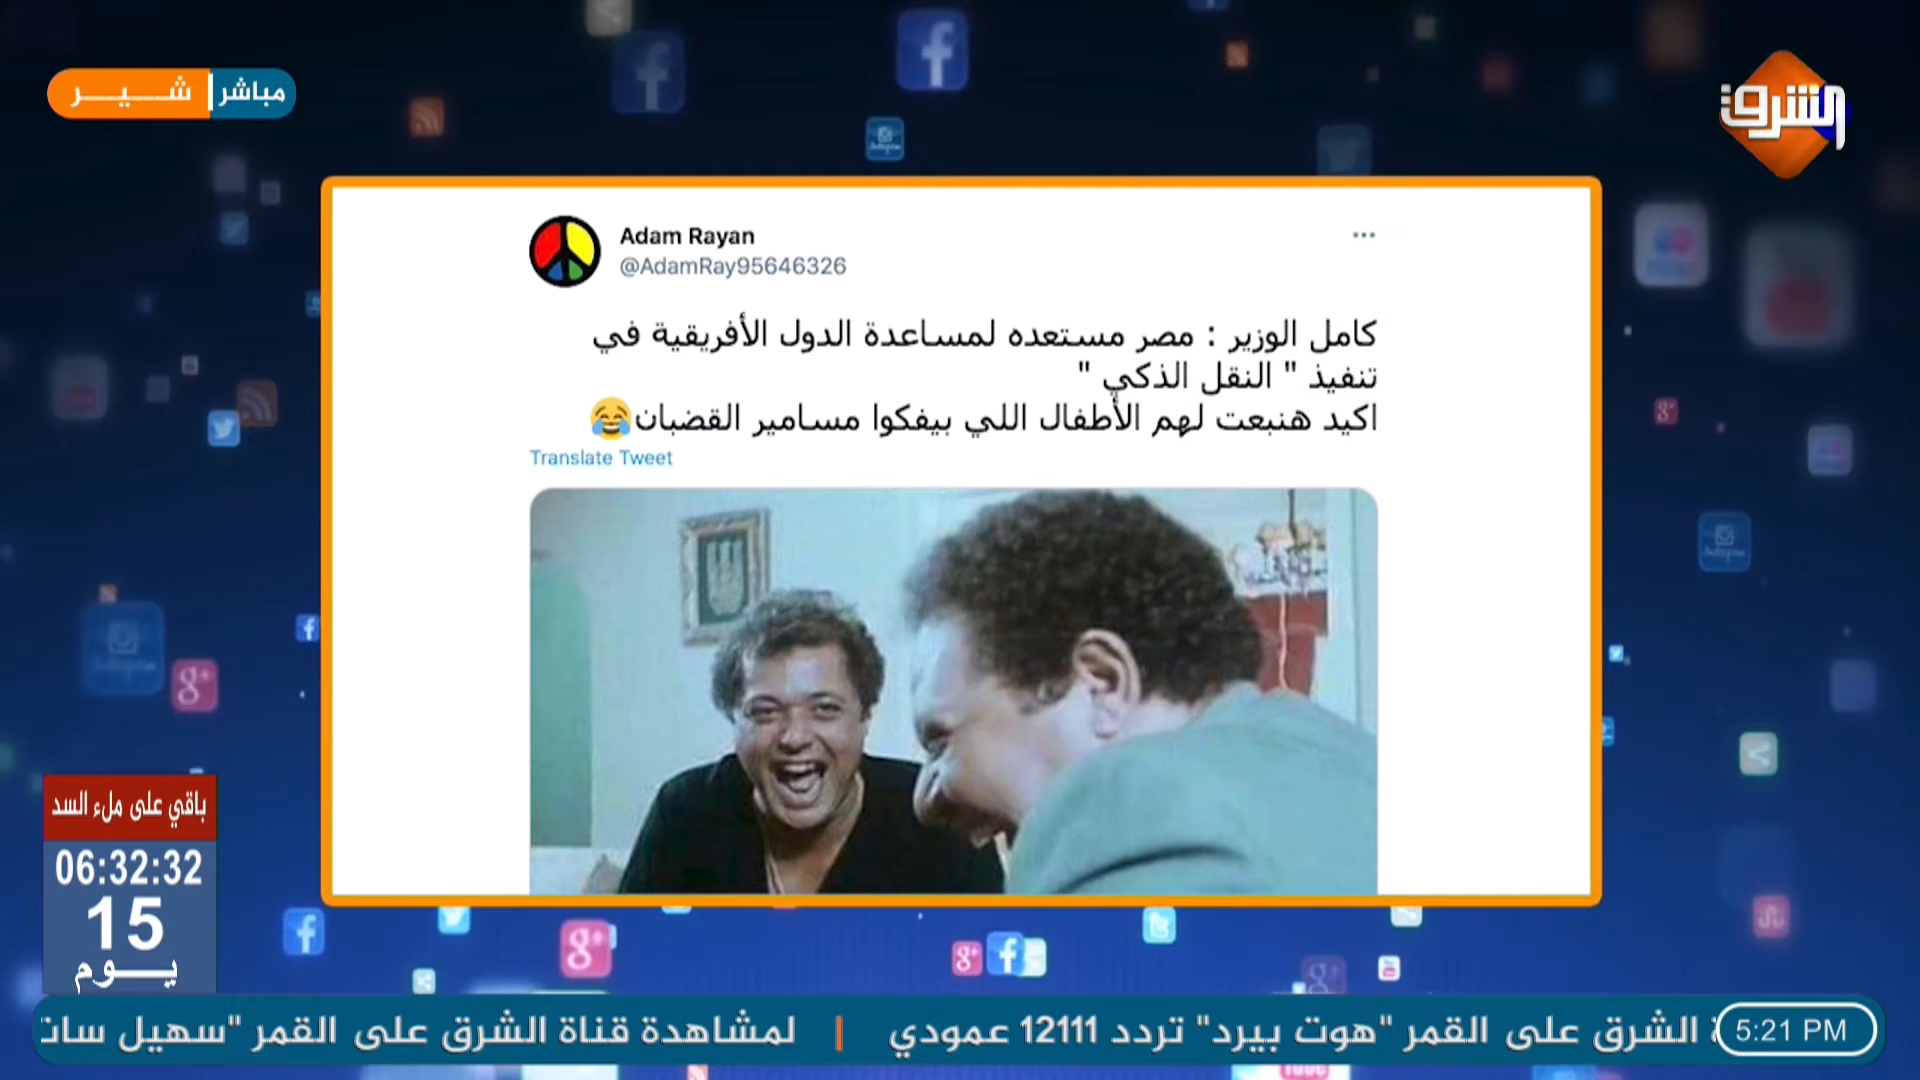 شير
مباشر
الشرق
Adam Rayan
@AdamRay95646326
كامل الوزير : مصر مستعده لمساعدة الدول الأفريقية في
تنفيذ " النقل الذكي "
اكيد هنبعت لهم الأطفال اللي بيفكوا مسامير القضبان😂
Translate Tweet
باقي على ملء السد
06:32:32
15
يوم
الشرق على القمر "هوت بيرد" تردد 12111 عمودي | لمشاهدة قناة الشرق على القمر "سهيل سات
5:21 PM